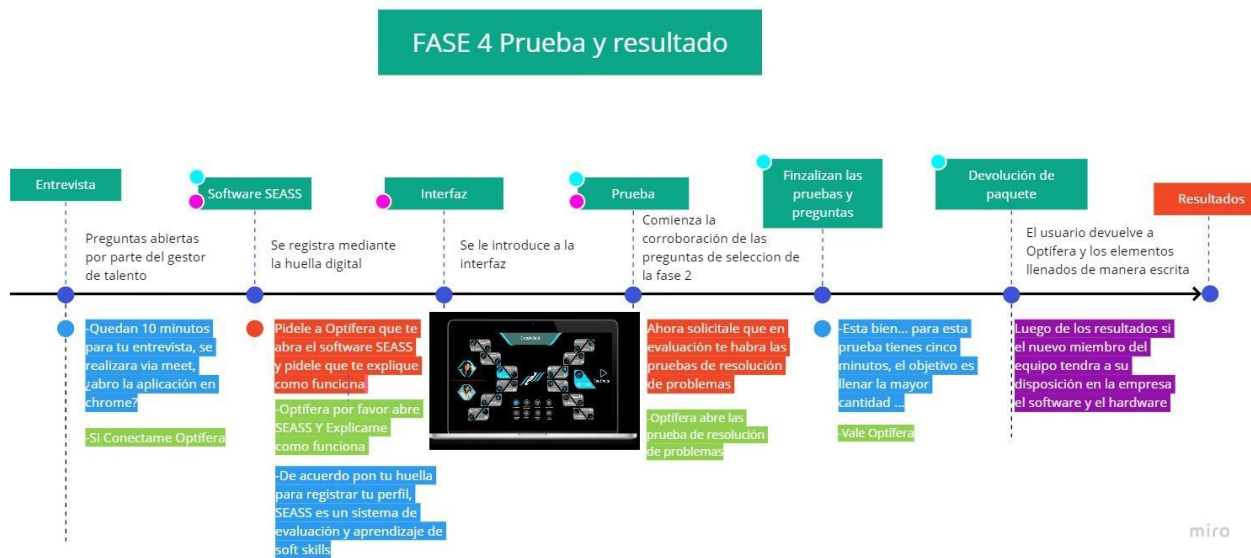 FASE 4 Prueba y resultado
Entrevista
Software SEASS
Interfaz
Prueba
Finzalizan las
pruebas y
preguntas
Devolución de
paquete
Resultados
Preguntas abiertas
por parte del gestor
de talento
Se registra mediante
la huella digital
Se le introduce a la
interfaz
Comienza la
corroboración de las
preguntas de seleccion de
la fase 2
El usuario devuelve a
Optífera y los elementos
llenados de manera escrita
-Quedan 10 minutos
para tu entrevista, se
realizara via meet,
¿abro la aplicación en
chrome?
-Si Conectame Optífera
Pidele a Optífera que te
abra el software SEASS
y pidele que te explique
como funciona
-Optífera por favor abre
SEASS Y Explicame
como funciona
-De acuerdo pon tu huella
para registrar tu perfil,
SEASS es un sistema de
evaluación y aprendizaje de
soft skills
Ahora solicitale que en
evaluación te habra las
pruebas de resolución
de problemas
-Optífera abre las
prueba de resolución
de problemas
-Esta bien... para esta
prueba tienes cinco
minutos, el objetivo es
llenar la mayor
cantidad ...
-Vale Optífera
Luego de los resultados si
el nuevo miembro del
equipo tendra a su
disposición en la empresa
el software y el hardware
miro